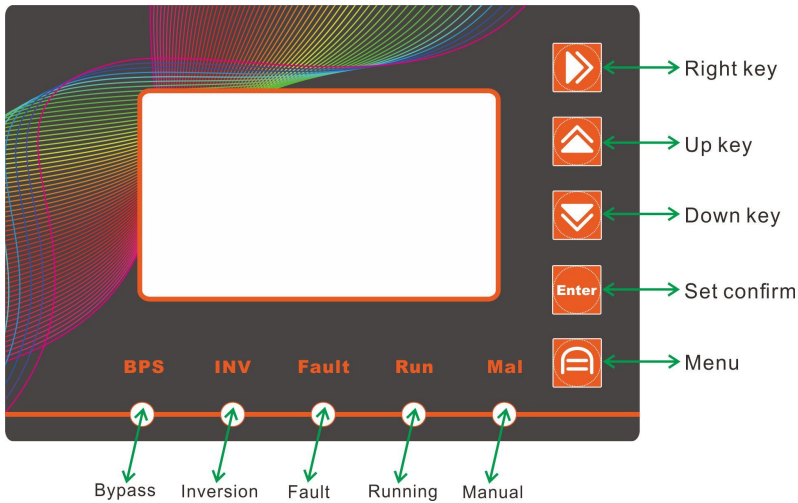 Right key
Up key
Down key
Enter
Set confirm
Menu
BPS INV Fault Run Mal
Bypass Inversion Fault Running Manual